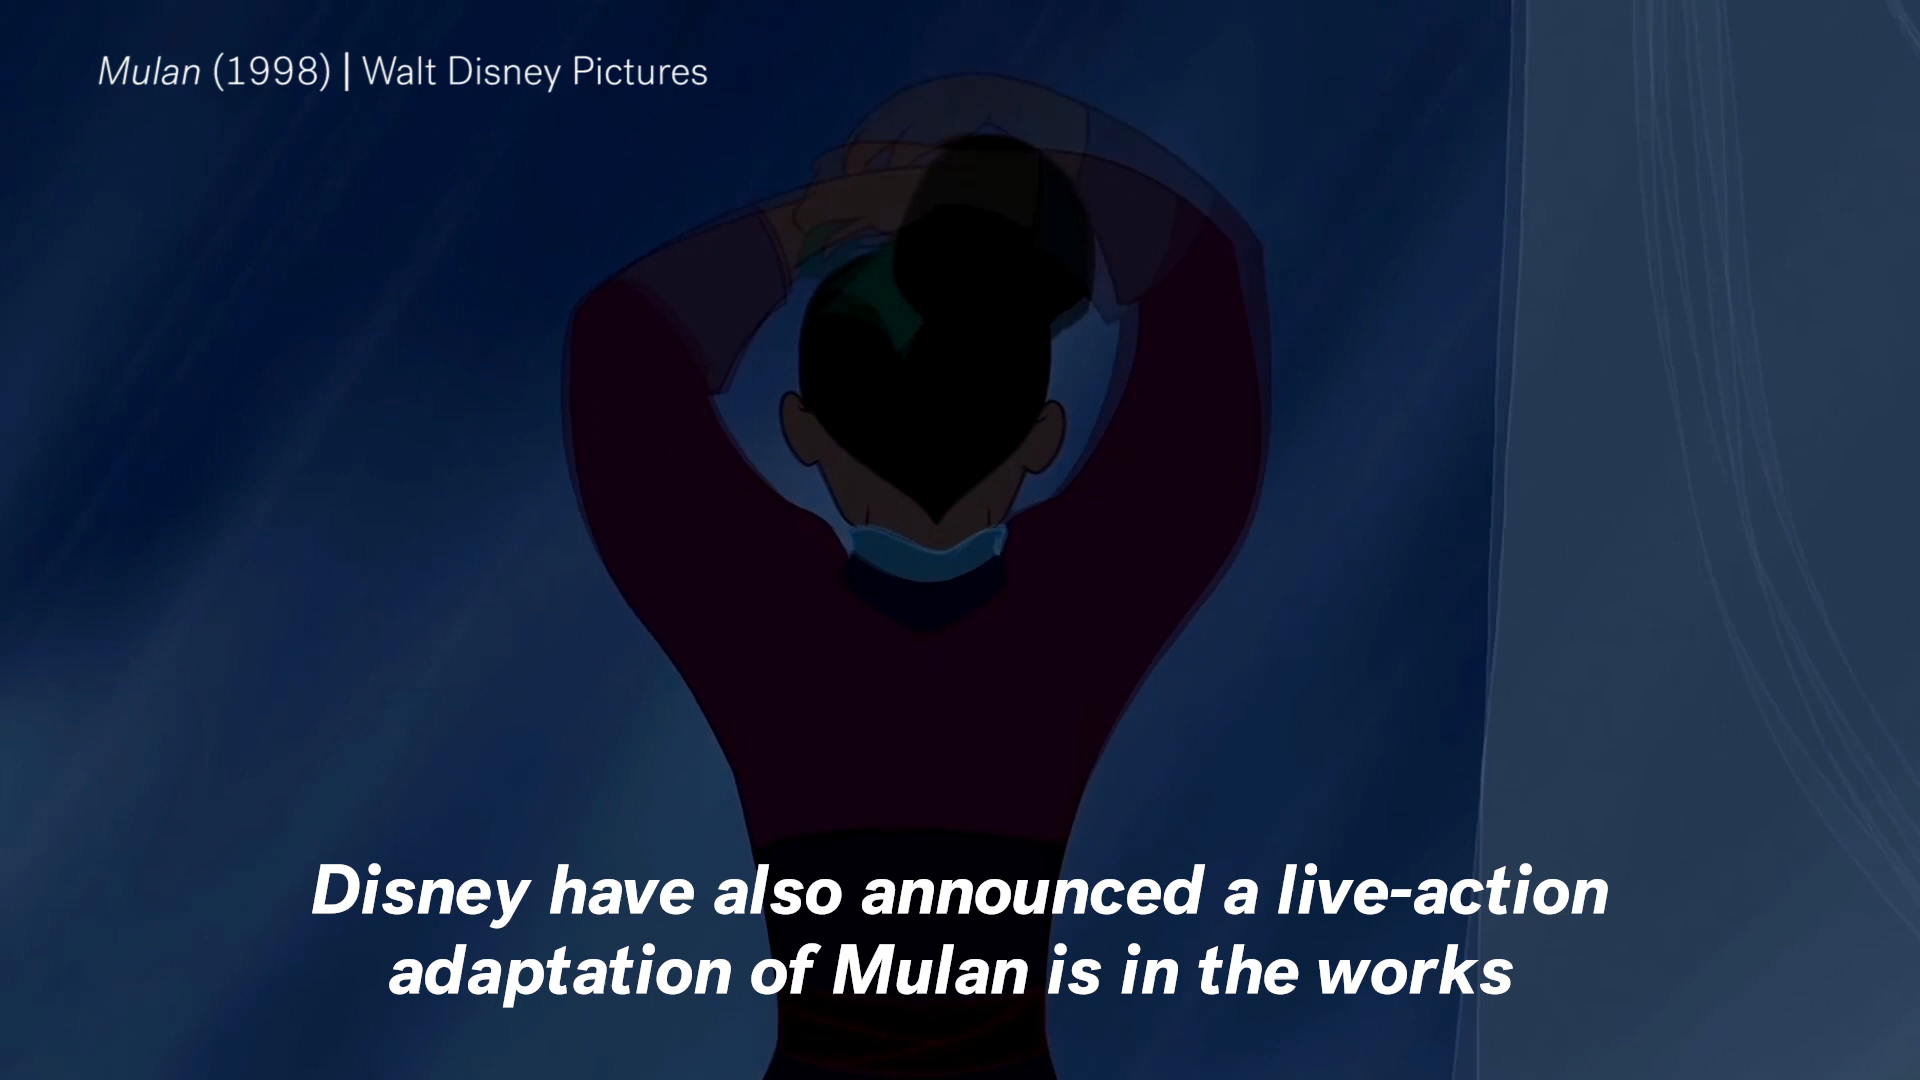 Mulan (1998) | Walt Disney Pictures
Disney have also announced a live-action
adaptation of Mulan is in the works